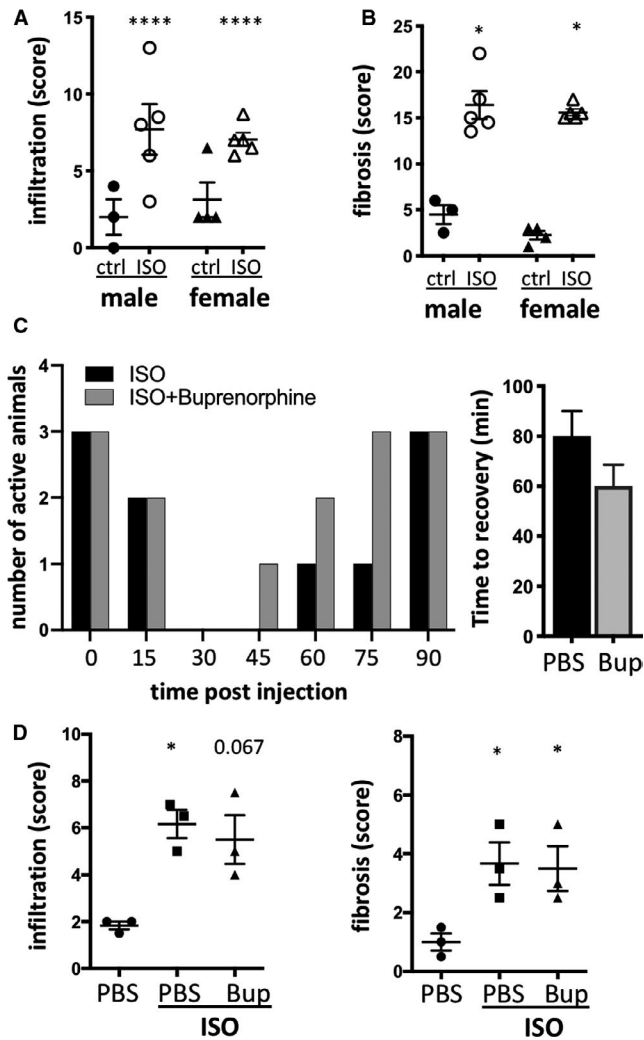 A
15
10
5
0
infiltration (score)
**** ****
ctrl ISO ctrl ISO
male female
B
25
20
15
10
5
0
fibrosis (score)
* *
ctrl ISO ctrl ISO
male female
C
4
3
2
1
0
number of active animals
ISO
ISO+Buprenorphine
0 15 30 45 60 75 90
time post injection
100
80
60
40
20
0
Time to recovery (min)
PBS Bup
D
10
8
6
4
2
0
infiltration (score)
* 0.067
PBS PBS Bup
ISO
8
6
4
2
0
fibrosis (score)
* *
PBS PBS Bup
ISO